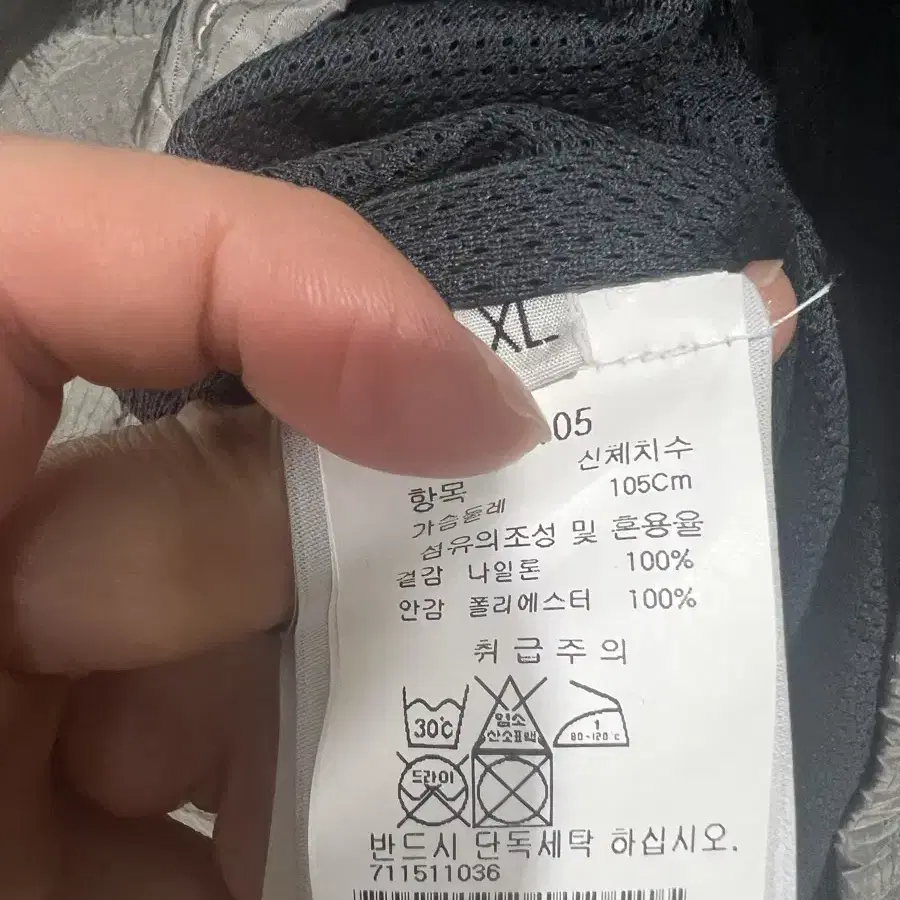 XL
05
신체치수
항목 105Cm
가슴둘레
섬유의조성 및 혼용율
겉감 나일론 100%
안감 폴리에스터 100%
취급주의
30℃
염소
산소표백
1
80~120℃
드라이
반드시 단독세탁 하십시오.
711511036